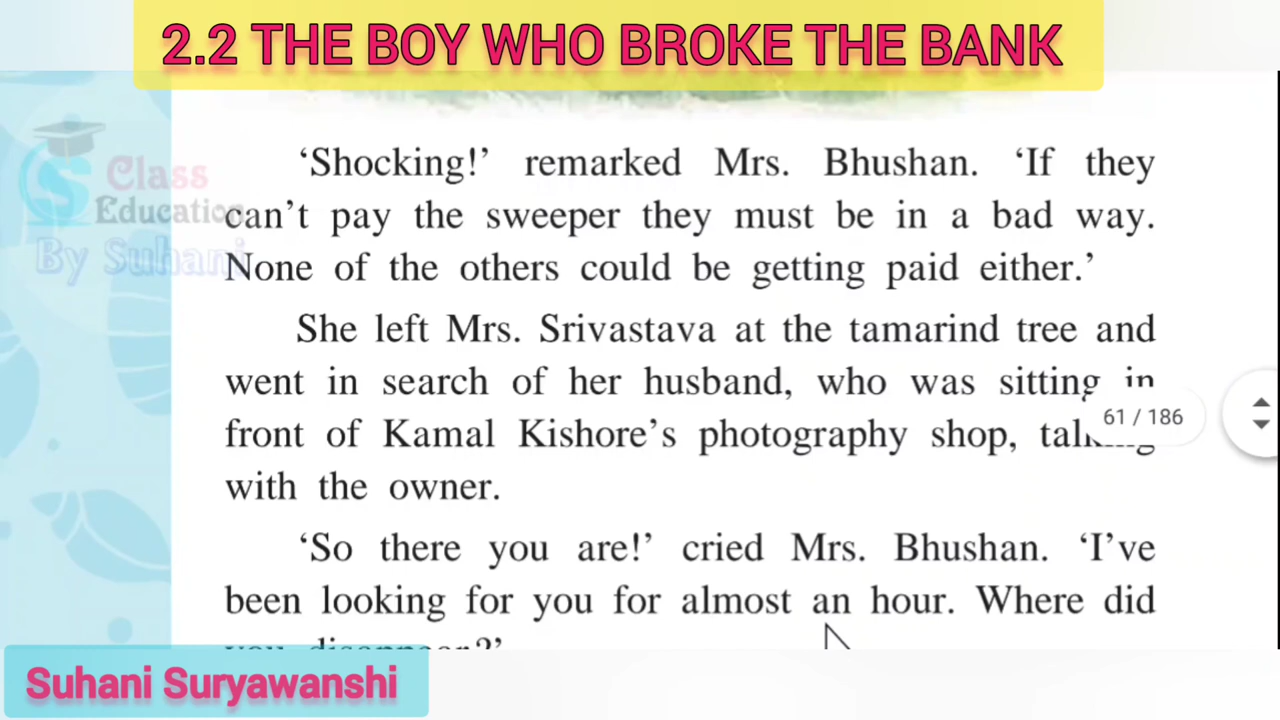 2.2 THE BOY WHO BROKE THE BANK
‘Shocking!’ remarked Mrs. Bhushan. ‘If they
can’t pay the sweeper they must be in a bad way.
None of the others could be getting paid either.’
She left Mrs. Srivastava at the tamarind tree and
went in search of her husband, who was sitting in
front of Kamal Kishore’s photography shop, talking
with the owner.
‘So there you are!’ cried Mrs. Bhushan. ‘I’ve
been looking for you for almost an hour. Where did
you disappear?’
Class
Education
By Suhani
61 / 186
Suhani Suryawanshi